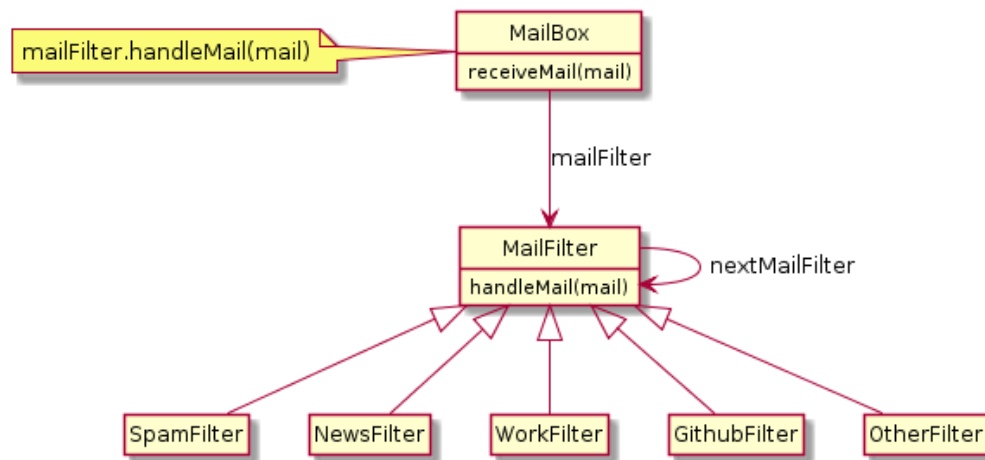 mailFilter.handleMail(mail)
MailBox
receiveMail(mail)
mailFilter
MailFilter
handleMail(mail)
nextMailFilter
SpamFilter
NewsFilter
WorkFilter
GithubFilter
OtherFilter